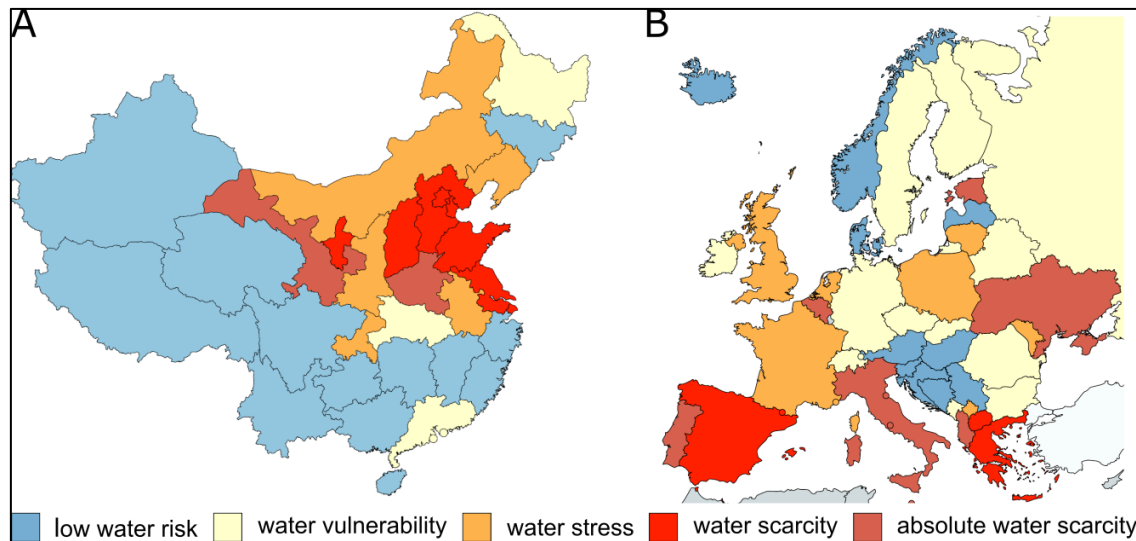 A
B
low water risk
water vulnerability
water stress
water scarcity
absolute water scarcity